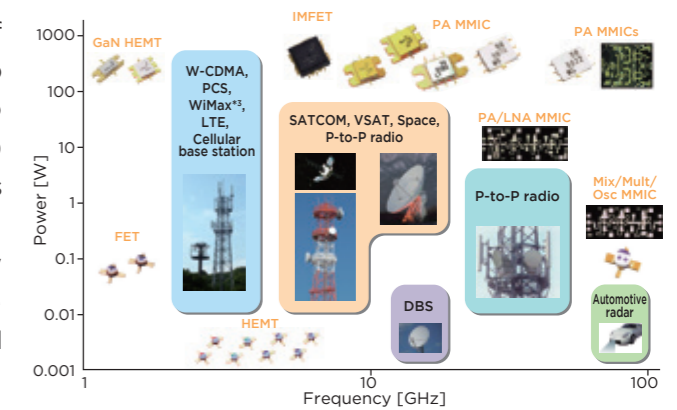 GaN HEMT
IMFET
PA MMIC
PA MMICs
W-CDMA,
PCS,
WiMax*³,
LTE,
Cellular
base station
SATCOM, VSAT, Space,
P-to-P radio
PA/LNA MMIC
P-to-P radio
Mix/Mult/
Osc MMIC
FET
HEMT
DBS
Automotive
radar
Power [W]
1000
100
10
1
0.1
0.01
0.001
1
10
100
Frequency [GHz]